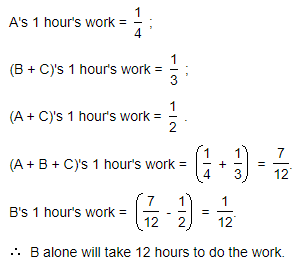 A's 1 hour's work = 1/4 ;
(B + C)'s 1 hour's work = 1/3 ;
(A + C)'s 1 hour's work = 1/2 .
(A + B + C)'s 1 hour's work = (1/4 + 1/3) = 7/12.
B's 1 hour's work = (7/12 - 1/2) = 1/12.
∴ B alone will take 12 hours to do the work.